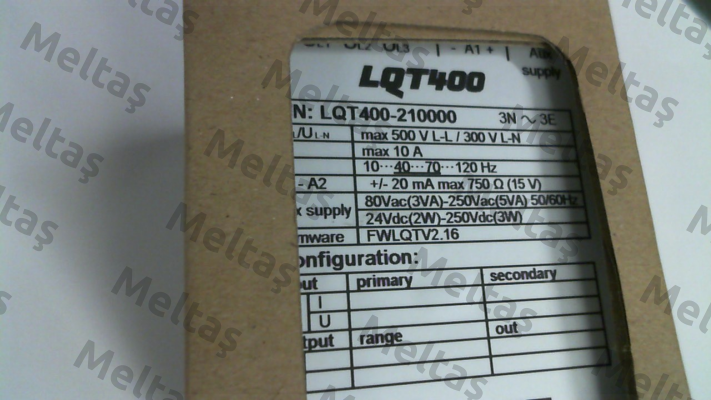 - A1 + | Aux
LQT400 supply
N: LQT400-210000 3N ∼ 3E
/U L-N max 500 V L-L / 300 V L-N
max 10 A
10···40···70···120 Hz
- A2 +/- 20 mA max 750 Ω (15 V)
x supply 80Vac(3VA)-250Vac(5VA) 50/60Hz
24Vdc(2W)-250Vdc(3W)
mware FWLQTV2.16
onfiguration:
ut primary secondary
I
U
tput range out
Meltaş